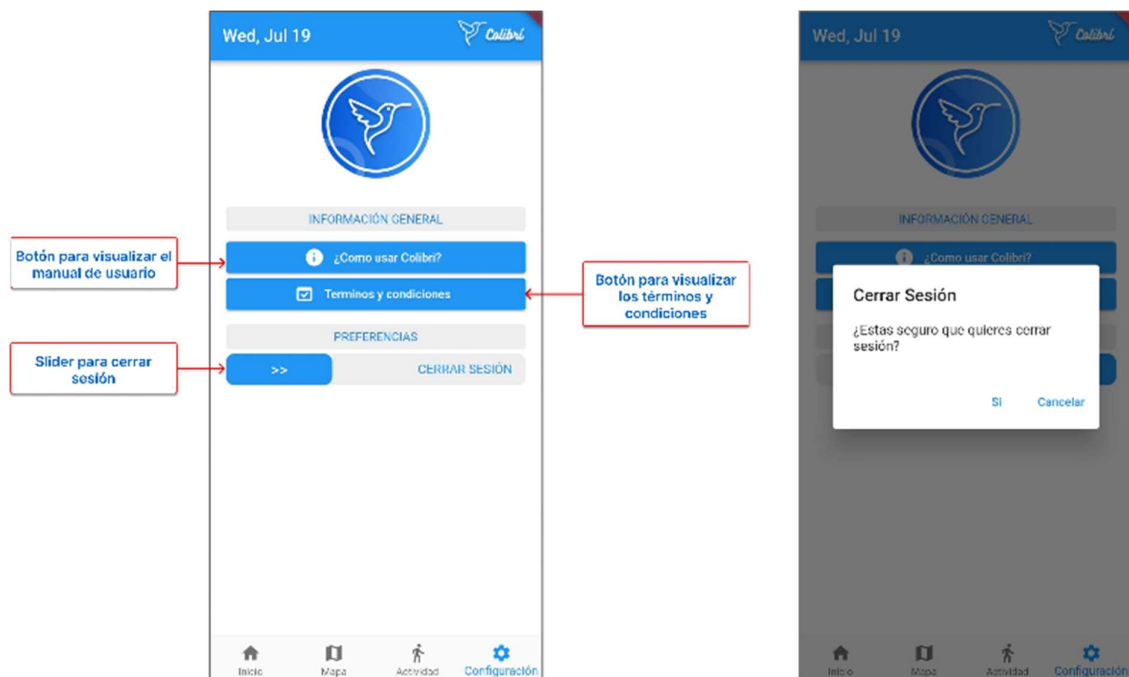 Wed, Jul 19
Colibrí
INFORMACIÓN GENERAL
Botón para visualizar el
manual de usuario
¿Como usar Colibri?
Terminos y condiciones
Botón para visualizar
los términos y
condiciones
PREFERENCIAS
Slider para cerrar
sesión
>>
CERRAR SESIÓN
Inicio
Mapa
Actividad
Configuración
Wed, Jul 19
Colibrí
INFORMACIÓN GENERAL
¿Como usar Colibri?
Cerrar Sesión
¿Estas seguro que quieres cerrar
sesión?
Si
Cancelar
Inicio
Mapa
Actividad
Configuración